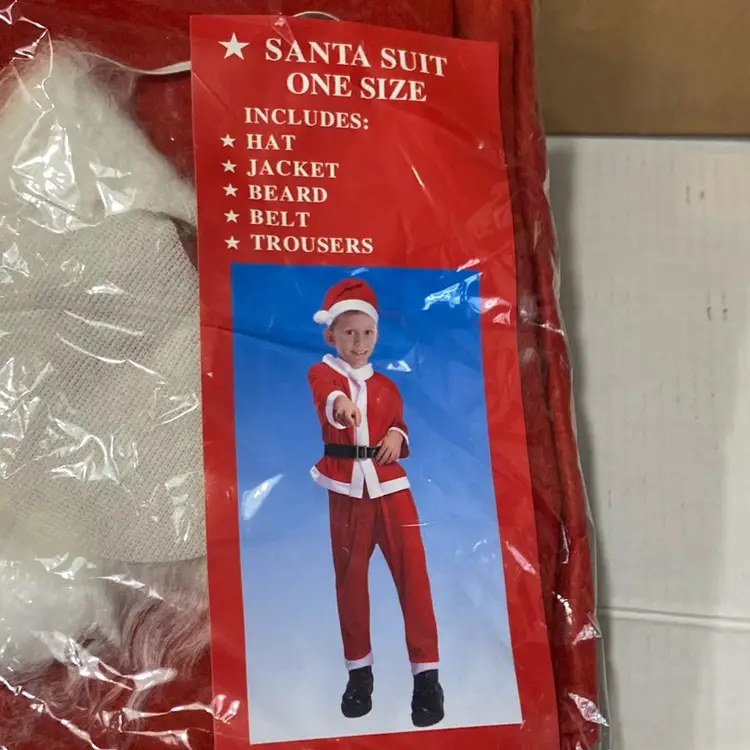 ★ SANTA SUIT
ONE SIZE
INCLUDES:
★ HAT
★ JACKET
★ BEARD
★ BELT
★ TROUSERS